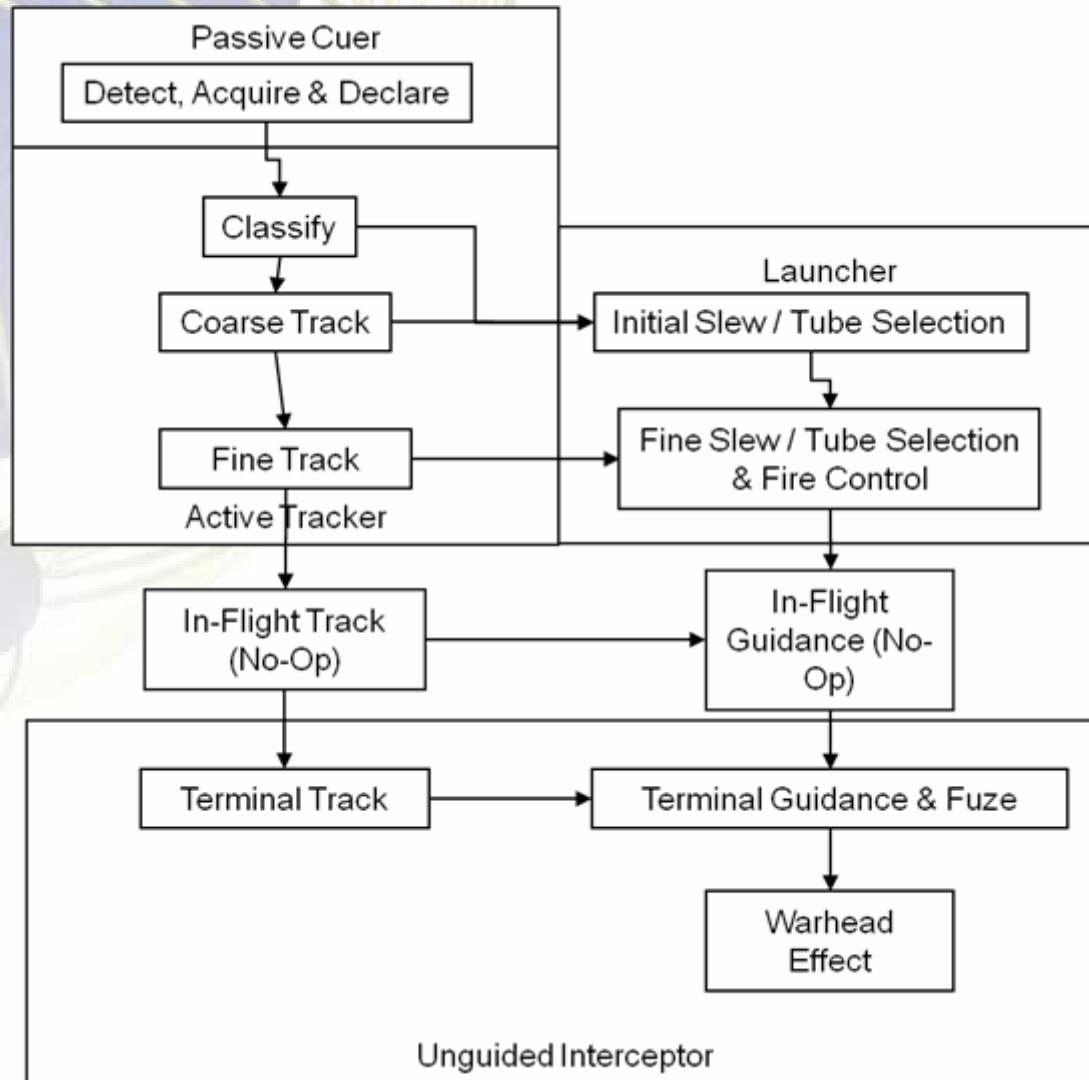 Passive Cuer
Detect, Acquire & Declare
Classify
Launcher
Coarse Track
Initial Slew / Tube Selection
Fine Track
Fine Slew / Tube Selection
& Fire Control
Active Tracker
In-Flight Track
(No-Op)
In-Flight
Guidance (No-
Op)
Terminal Track
Terminal Guidance & Fuze
Warhead
Effect
Unguided Interceptor